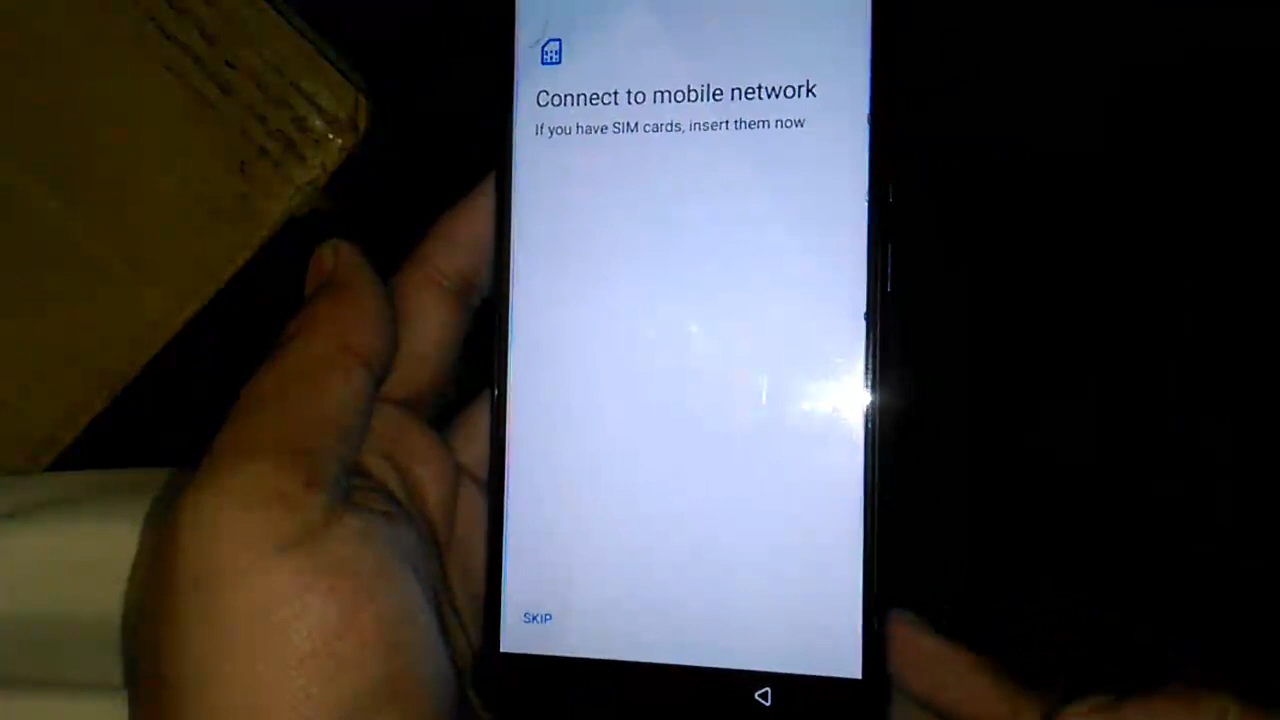 Connect to mobile network
If you have SIM cards, insert them now
SKIP